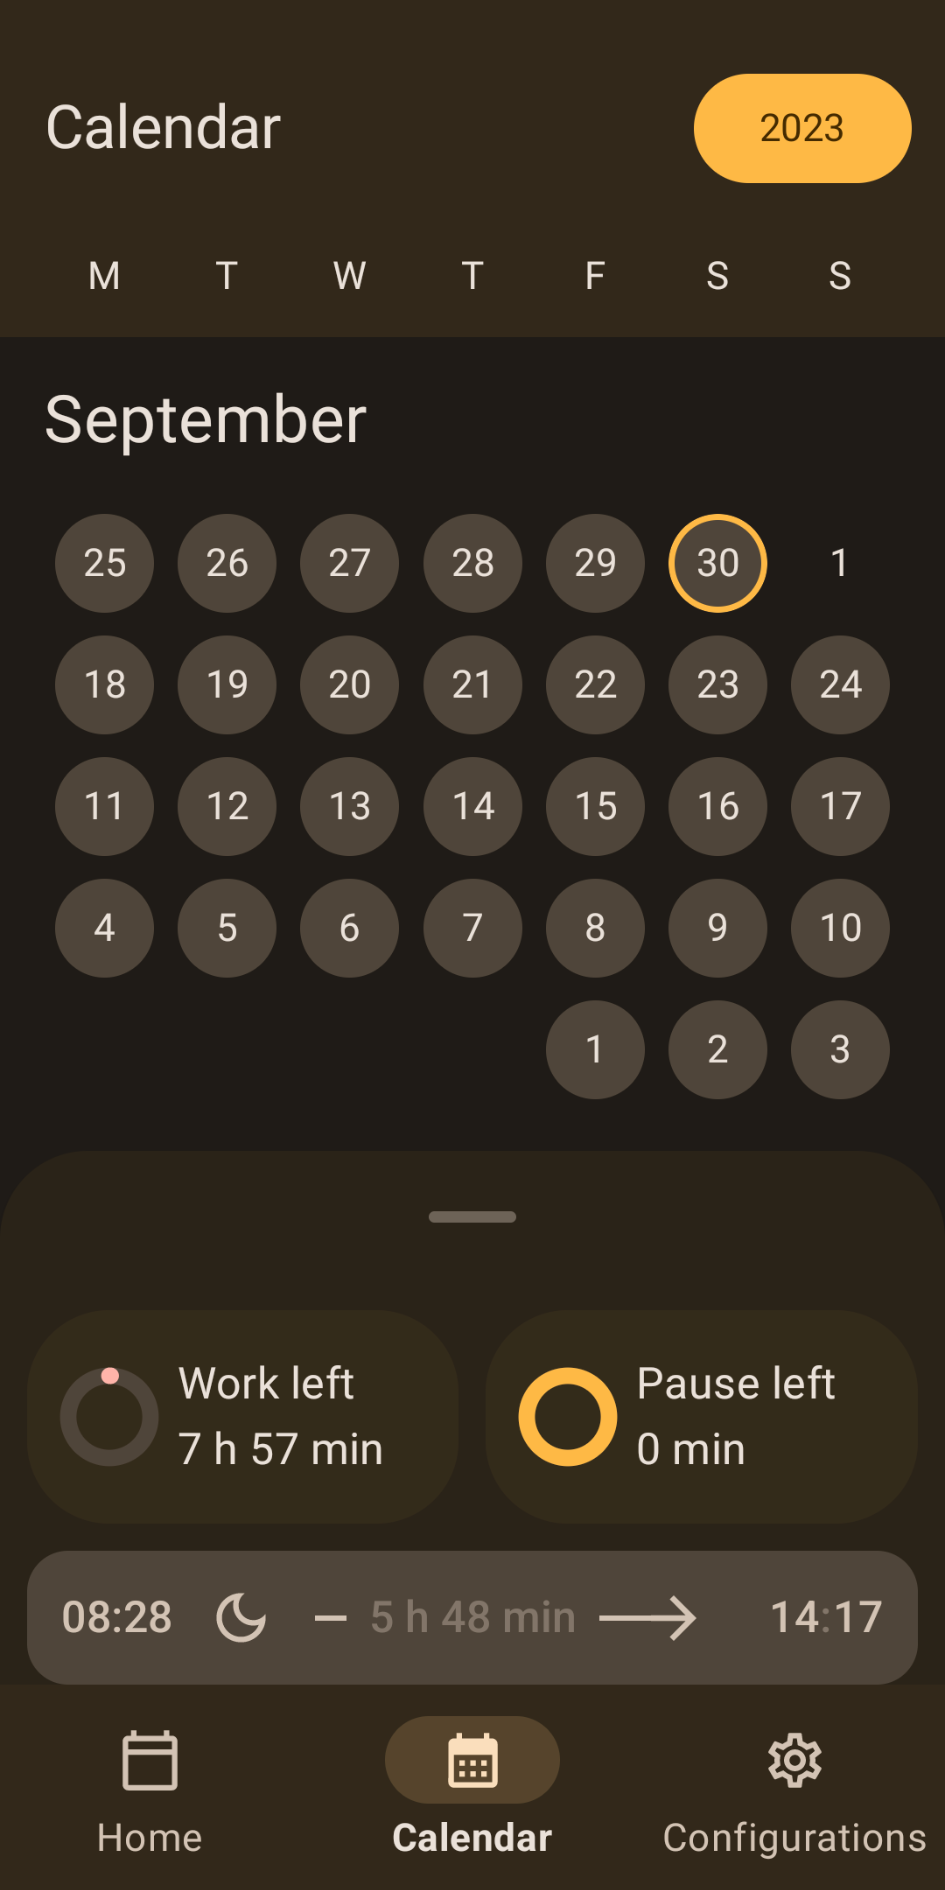 Calendar 2023
M T W T F S S
September
25 26 27 28 29 30 1
18 19 20 21 22 23 24
11 12 13 14 15 16 17
4 5 6 7 8 9 10
1 2 3
Work left
7 h 57 min
Pause left
0 min
08:28 – 5 h 48 min 14:17
Home Calendar Configurations